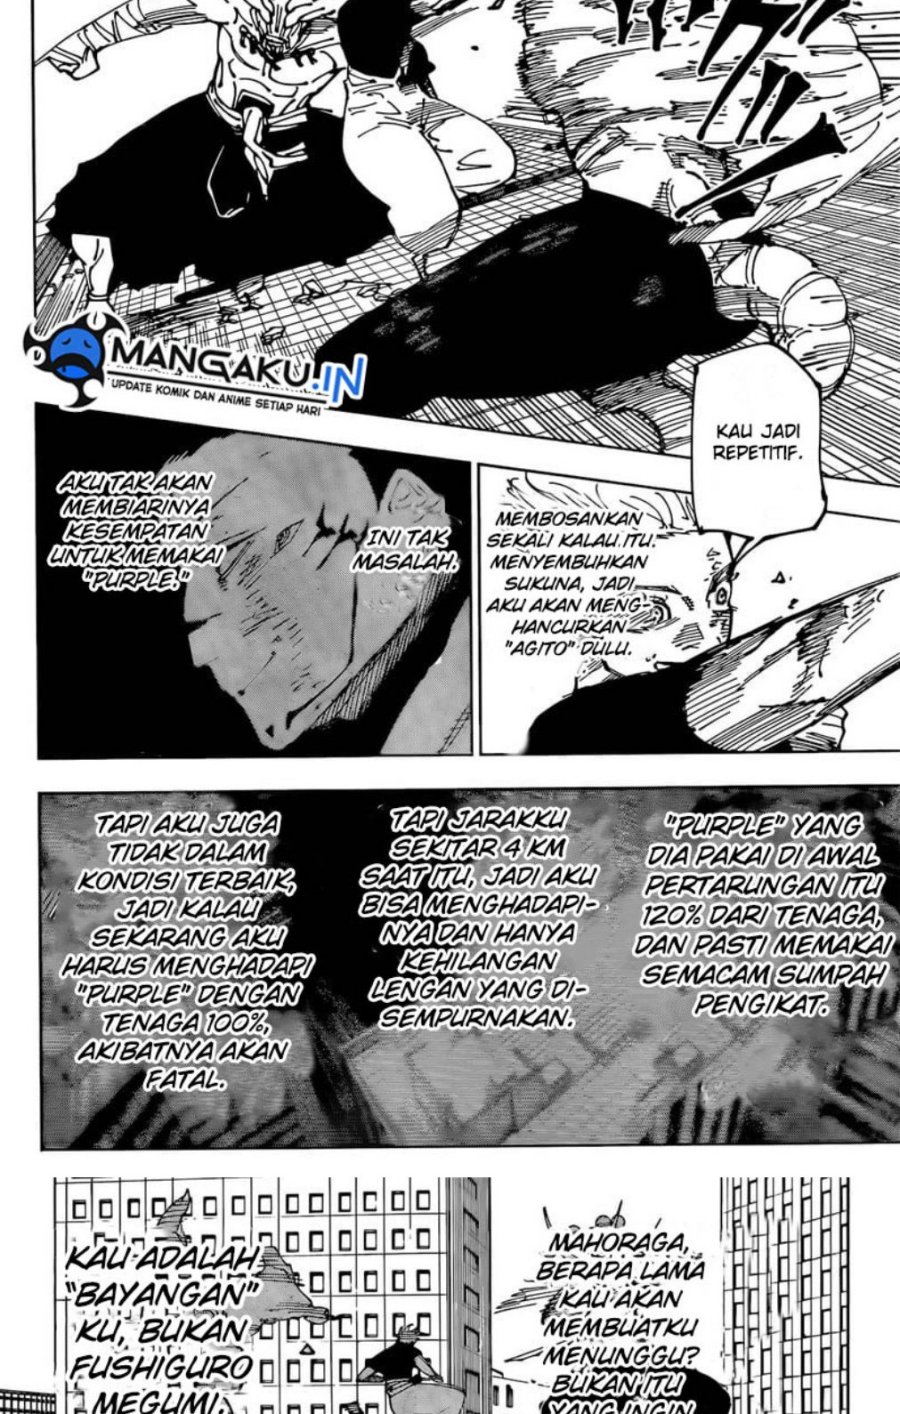 MANGAKU.IN
UPDATE KOMIK DAN ANIME SETIAP HARI
KAU JADI
REPETITIF.
MEMBOSANKAN
SEKALI KALAU ITU.
MENYEMBUHKAN
SUKUNA, JADI
AKU AKAN MENG-
HANCURKAN
"AGITO" DULU.
INI TAK
MASALAH.
AKU TAK AKAN
MEMBIARINYA
KESEMPATAN
UNTUK MEMAKAI
"PURPLE."
"PURPLE" YANG
DIA PAKAI DI AWAL
PERTARUNGAN ITU
120% DARI TENAGA,
DAN PASTI MEMAKAI
SEMACAM SUMPAH
PENGIKAT.
TAPI JARAKKU
SEKITAR 4 KM
SAAT ITU, JADI AKU
BISA MENGHADAPI-
NYA DAN HANYA
KEHILANGAN
LENGAN YANG DI-
SEMPURNAKAN.
TAPI AKU JUGA
TIDAK DALAM
KONDISI TERBAIK,
JADI KALAU
SEKARANG AKU
HARUS MENGHADAPI
"PURPLE" DENGAN
TENAGA 100%,
AKIBATNYA AKAN
FATAL.
MAHORAGA,
BERAPA LAMA
KAU AKAN
MEMBUATKU
MENUNGGU?
BUKAN ITU
YANG INGIN
KAU ADALAH
"BAYANGAN"
KU, BUKAN
FUSHIGURO
MEGUMI.